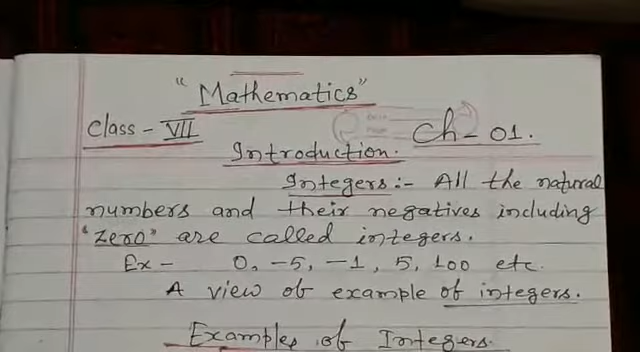 "Mathematics"
Class - VII
Ch - 01.
Introduction.
Integers :- All the natural
numbers and their negatives including
"zero" are called integers.
Ex - 0, -5, -1, 5, 100 etc.
A view of example of integers.
Examples of Integers.